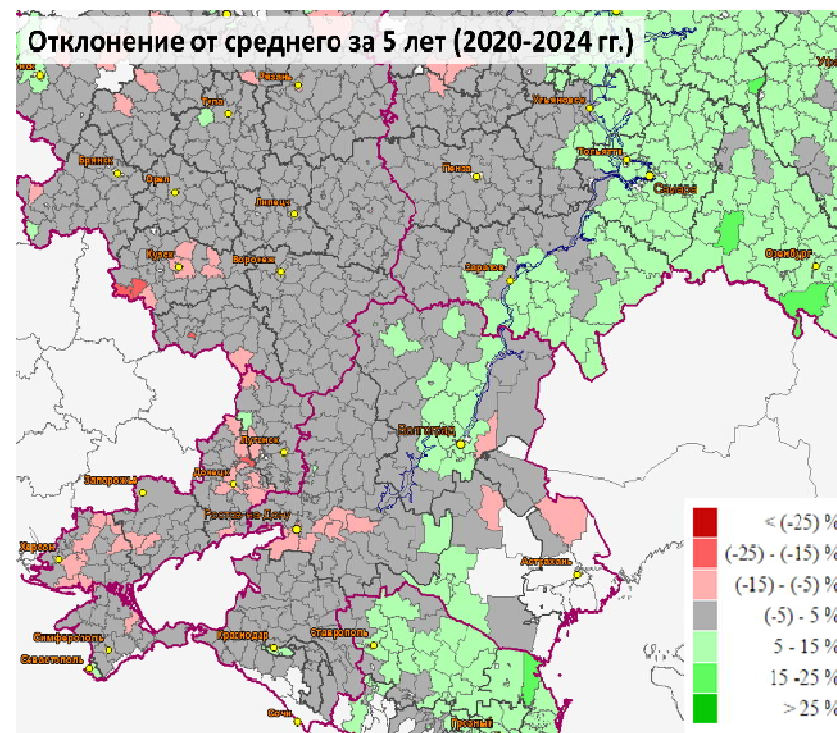 Отклонение от среднего за 5 лет (2020-2024 гг.)
Рязань
Тула
Ульяновск
Тольятти
Самара
Брянск
Орел
Пенза
Липецк
Курск
Воронеж
Саратов
Оренбург
Волгоград
Луганск
Донецк
Запорожье
Ростов-на-Дону
Херсон
Астрахань
Симферополь
Севастополь
Краснодар
Ставрополь
Сочи
Грозный
< (-25) %
(-25) - (-15) %
(-15) - (-5) %
(-5) - 5 %
5 - 15 %
15 -25 %
> 25 %